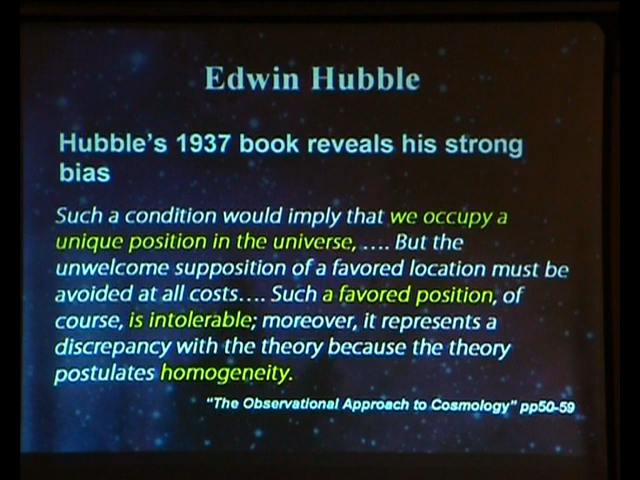 Edwin Hubble
Hubble's 1937 book reveals his strong
bias
Such a condition would imply that we occupy a
unique position in the universe, .... But the
unwelcome supposition of a favored location must be
avoided at all costs.... Such a favored position, of
course, is intolerable; moreover, it represents a
discrepancy with the theory because the theory
postulates homogeneity.
"The Observational Approach to Cosmology" pp50-59